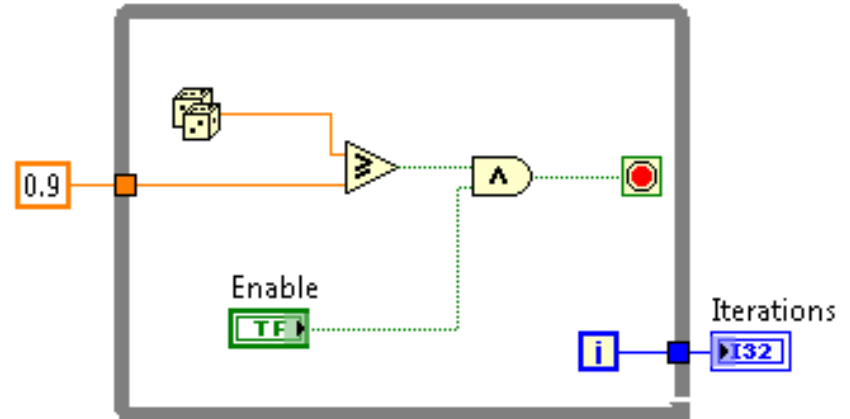 0.9
≥
∧
Enable
TF
i
Iterations
I32